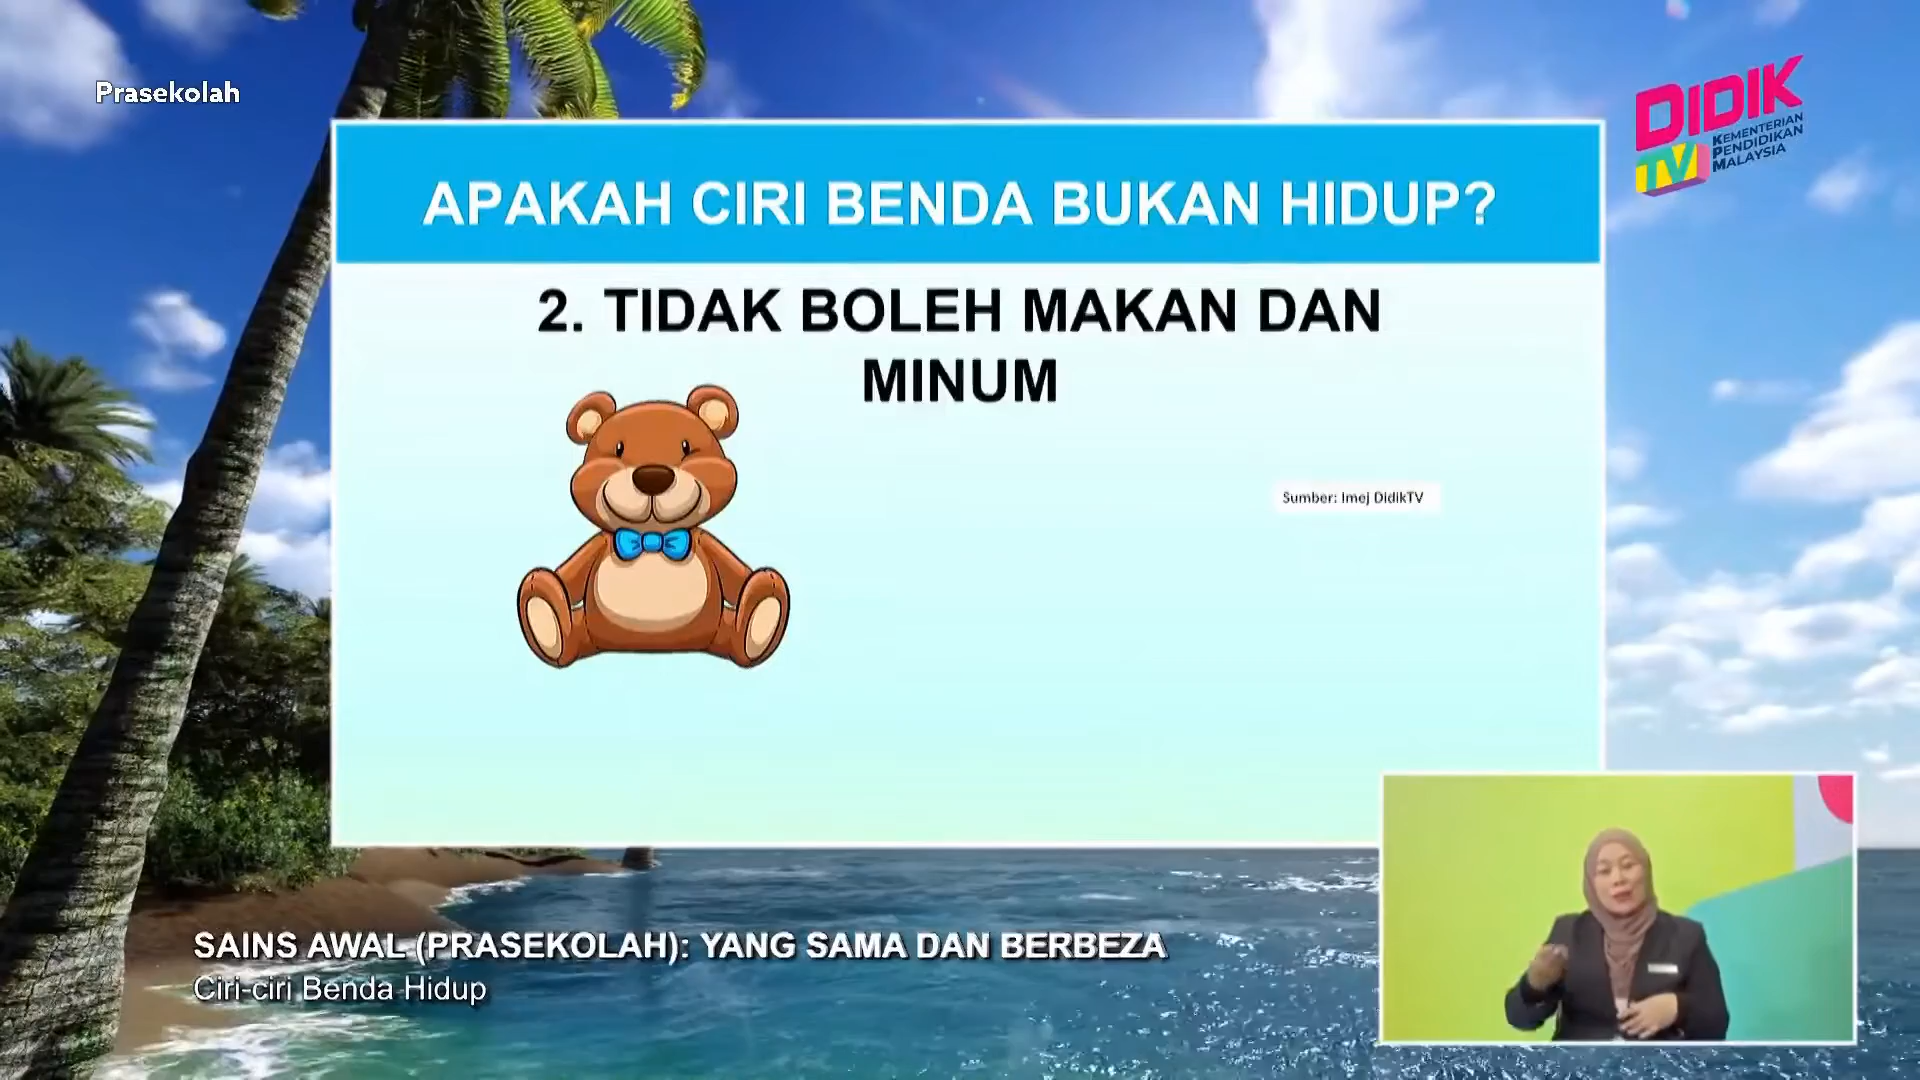 Prasekolah
DIDIK
TV
KEMENTERIAN
PENDIDIKAN
MALAYSIA
APAKAH CIRI BENDA BUKAN HIDUP?
2. TIDAK BOLEH MAKAN DAN
MINUM
Sumber: Imej DidikTV
SAINS AWAL (PRASEKOLAH): YANG SAMA DAN BERBEZA
Ciri-ciri Benda Hidup